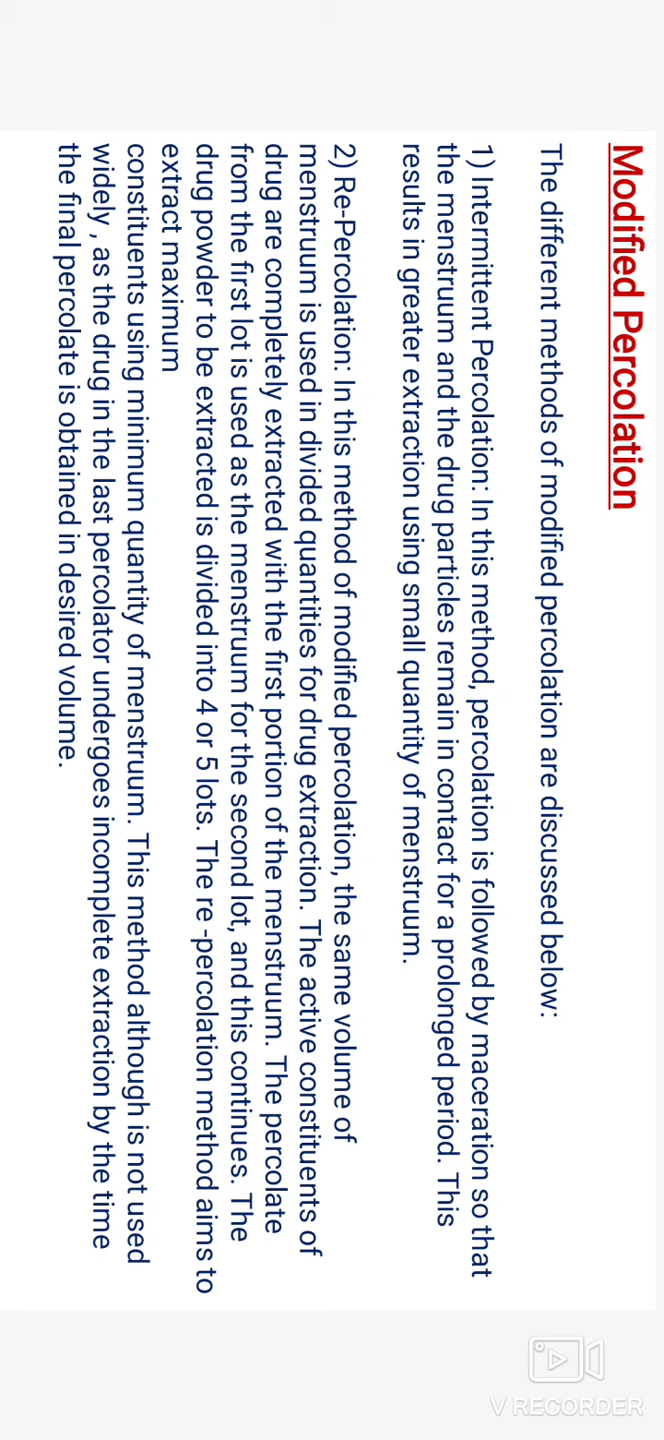 Modified Percolation
The different methods of modified percolation are discussed below:
1) Intermittent Percolation: In this method, percolation is followed by maceration so that
the menstruum and the drug particles remain in contact for a prolonged period. This
results in greater extraction using small quantity of menstruum.
2) Re-Percolation: In this method of modified percolation, the same volume of
menstruum is used in divided quantities for drug extraction. The active constituents of
drug are completely extracted with the first portion of the menstruum. The percolate
from the first lot is used as the menstruum for the second lot, and this continues. The
drug powder to be extracted is divided into 4 or 5 lots. The re -percolation method aims to
extract maximum
constituents using minimum quantity of menstruum. This method although is not used
widely , as the drug in the last percolator undergoes incomplete extraction by the time
the final percolate is obtained in desired volume.
V RECORDER